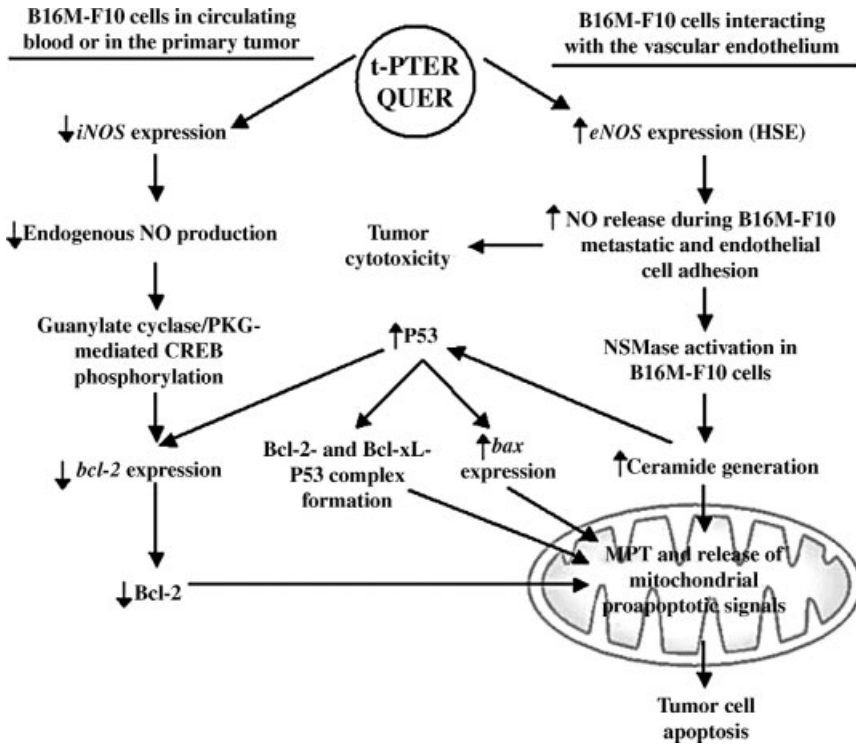 B16M-F10 cells in circulating
blood or in the primary tumor
t-PTER
QUER
B16M-F10 cells interacting
with the vascular endothelium
↓iNOS expression
↑eNOS expression (HSE)
↓Endogenous NO production
Tumor
cytotoxicity
↑NO release during B16M-F10
metastatic and endothelial
cell adhesion
Guanylate cyclase/PKG-
mediated CREB
phosphorylation
↑P53
NSMase activation in
B16M-F10 cells
↓bcl-2 expression
Bcl-2- and Bcl-xL-
P53 complex
formation
↑bax
expression
↑Ceramide generation
↓Bcl-2
MPT and release of
mitochondrial
proapoptotic signals
Tumor cell
apoptosis